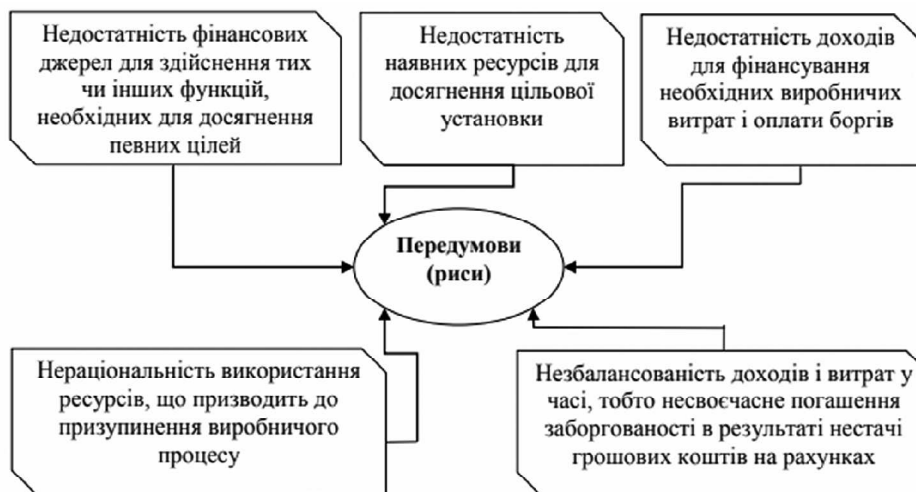 Недостатність фінансових
джерел для здійснення тих
чи інших функцій,
необхідних для досягнення
певних цілей
Недостатність
наявних ресурсів для
досягнення цільової
установки
Недостатність доходів
для фінансування
необхідних виробничих
витрат і оплати боргів
Передумови
(риси)
Нераціональність використання
ресурсів, що призводить до
призупинення виробничого
процесу
Незбалансованість доходів і витрат у
часі, тобто несвоєчасне погашення
заборгованості в результаті нестачі
грошових коштів на рахунках